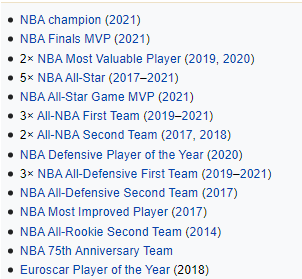 NBA champion (2021)
NBA Finals MVP (2021)
2× NBA Most Valuable Player (2019, 2020)
5× NBA All-Star (2017–2021)
NBA All-Star Game MVP (2021)
3× All-NBA First Team (2019–2021)
2× All-NBA Second Team (2017, 2018)
NBA Defensive Player of the Year (2020)
3× NBA All-Defensive First Team (2019–2021)
NBA All-Defensive Second Team (2017)
NBA Most Improved Player (2017)
NBA All-Rookie Second Team (2014)
NBA 75th Anniversary Team
Euroscar Player of the Year (2018)